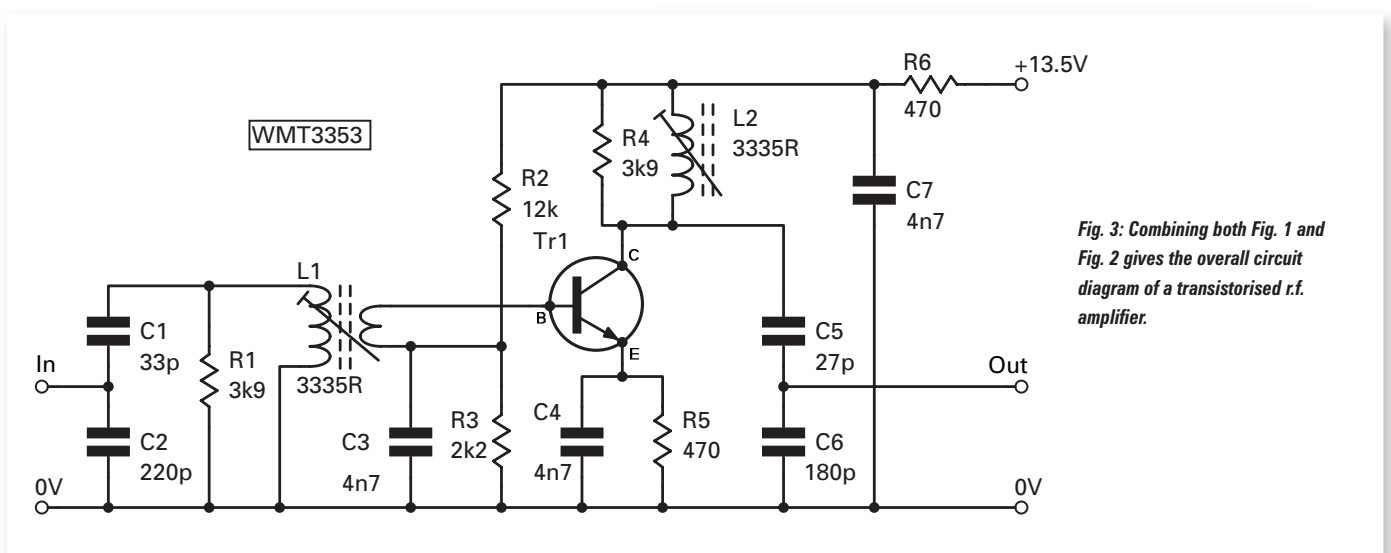 R6
+13.5V
470
WMT3353
R4
3k9
L2
3335R
R2
12k
C7
4n7
Tr1
C
B
E
L1
3335R
C1
33p
R1
3k9
In
C2
220p
0V
C3
4n7
R3
2k2
C4
4n7
R5
470
C5
27p
Out
C6
180p
0V
Fig. 3: Combining both Fig. 1 and
Fig. 2 gives the overall circuit
diagram of a transistorised r.f.
amplifier.